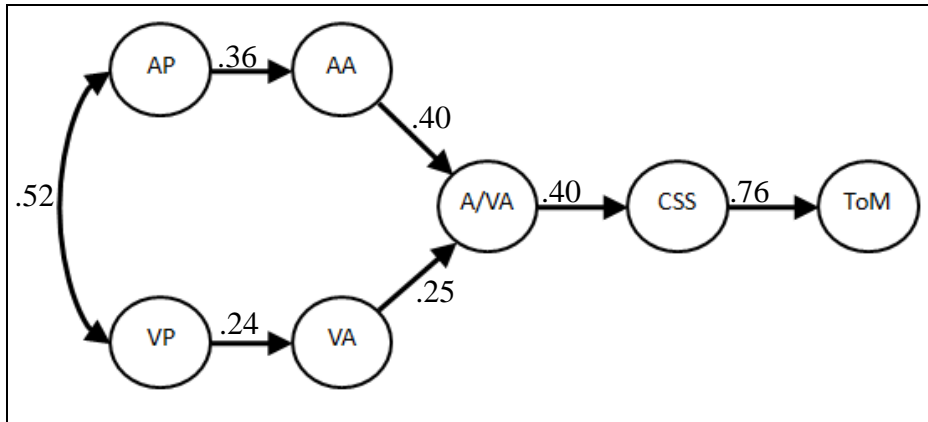 AP .36 AA
.40
.52 A/VA .40 CSS .76 ToM
.25
VP .24 VA